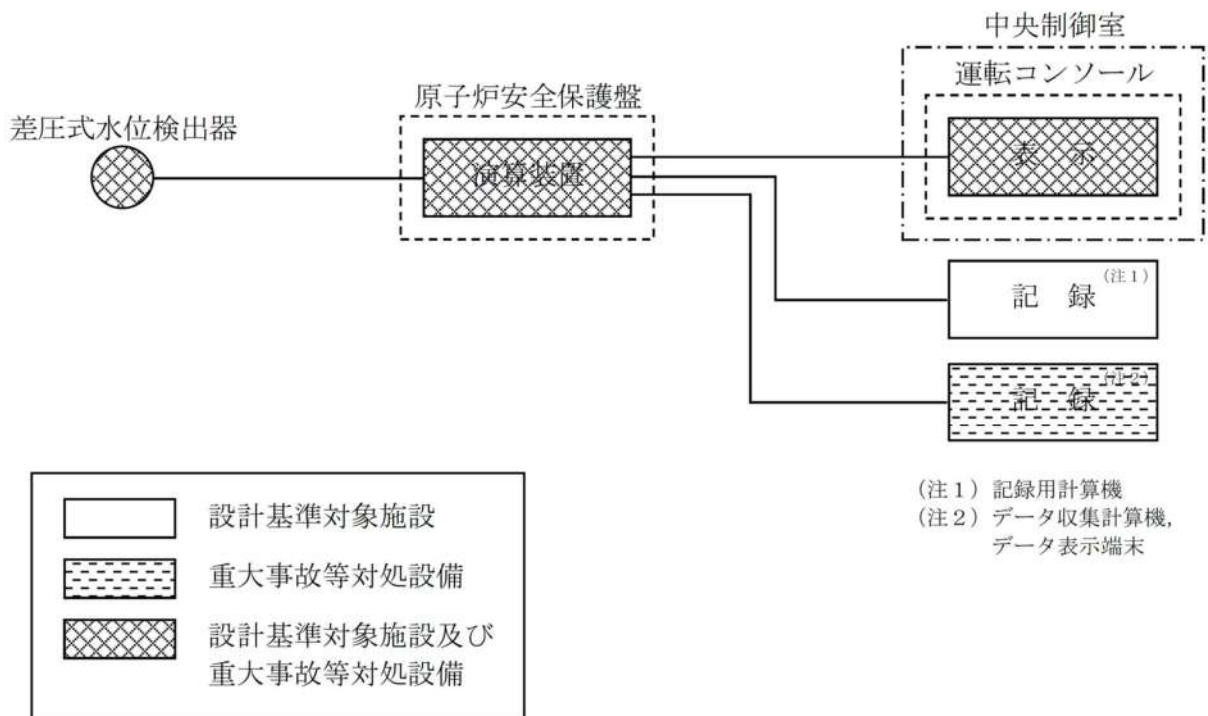 中央制御室
運転コンソール
原子炉安全保護盤
差圧式水位検出器
演算装置
表 示
記 録 (注1)
記 録 (注2)
(注1) 記録用計算機
(注2) データ収集計算機,
データ表示端末
設計基準対象施設
重大事故等対処設備
設計基準対象施設及び
重大事故等対処設備